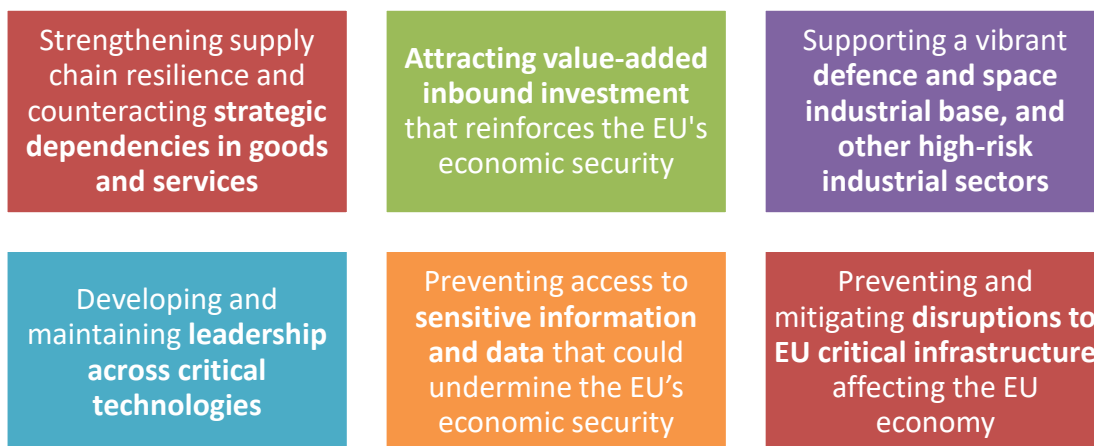 Strengthening supply
chain resilience and
counteracting strategic
dependencies in goods
and services
Attracting value-added
inbound investment
that reinforces the EU's
economic security
Supporting a vibrant
defence and space
industrial base, and
other high-risk
industrial sectors
Developing and
maintaining leadership
across critical
technologies
Preventing access to
sensitive information
and data that could
undermine the EU’s
economic security
Preventing and
mitigating disruptions to
EU critical infrastructure
affecting the EU
economy